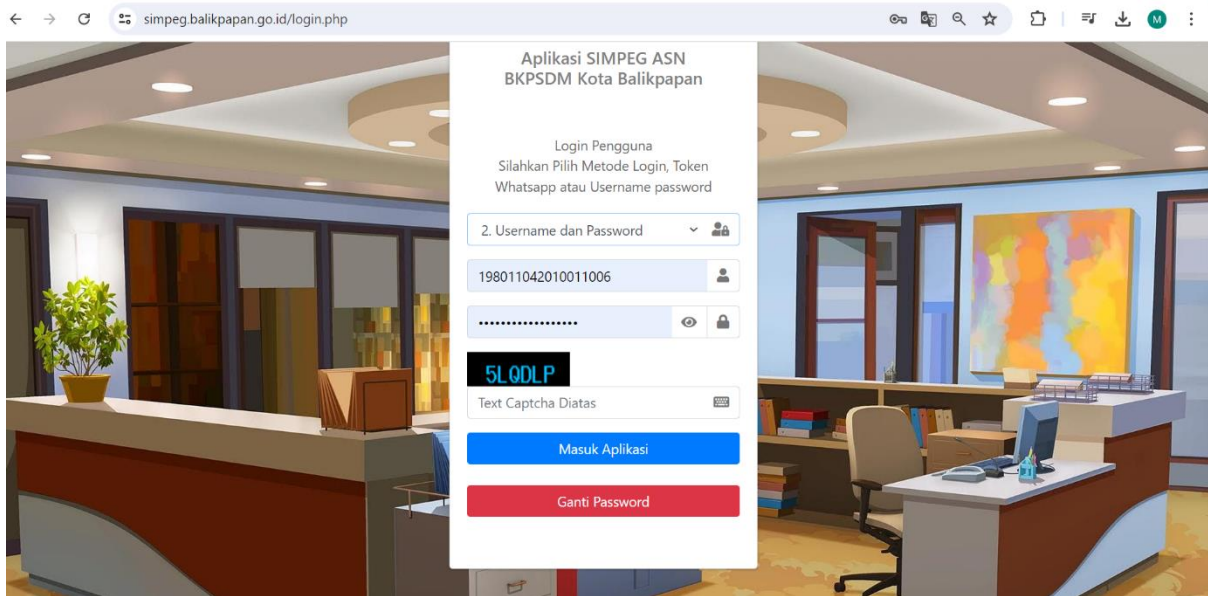 simpeg.balikpapan.go.id/login.php
M
Aplikasi SIMPEG ASN
BKPSDM Kota Balikpapan
Login Pengguna
Silahkan Pilih Metode Login, Token
Whatsapp atau Username password
2. Username dan Password
198011042010011006
••••••••••••••••••
5LQDLP
Text Captcha Diatas
Masuk Aplikasi
Ganti Password